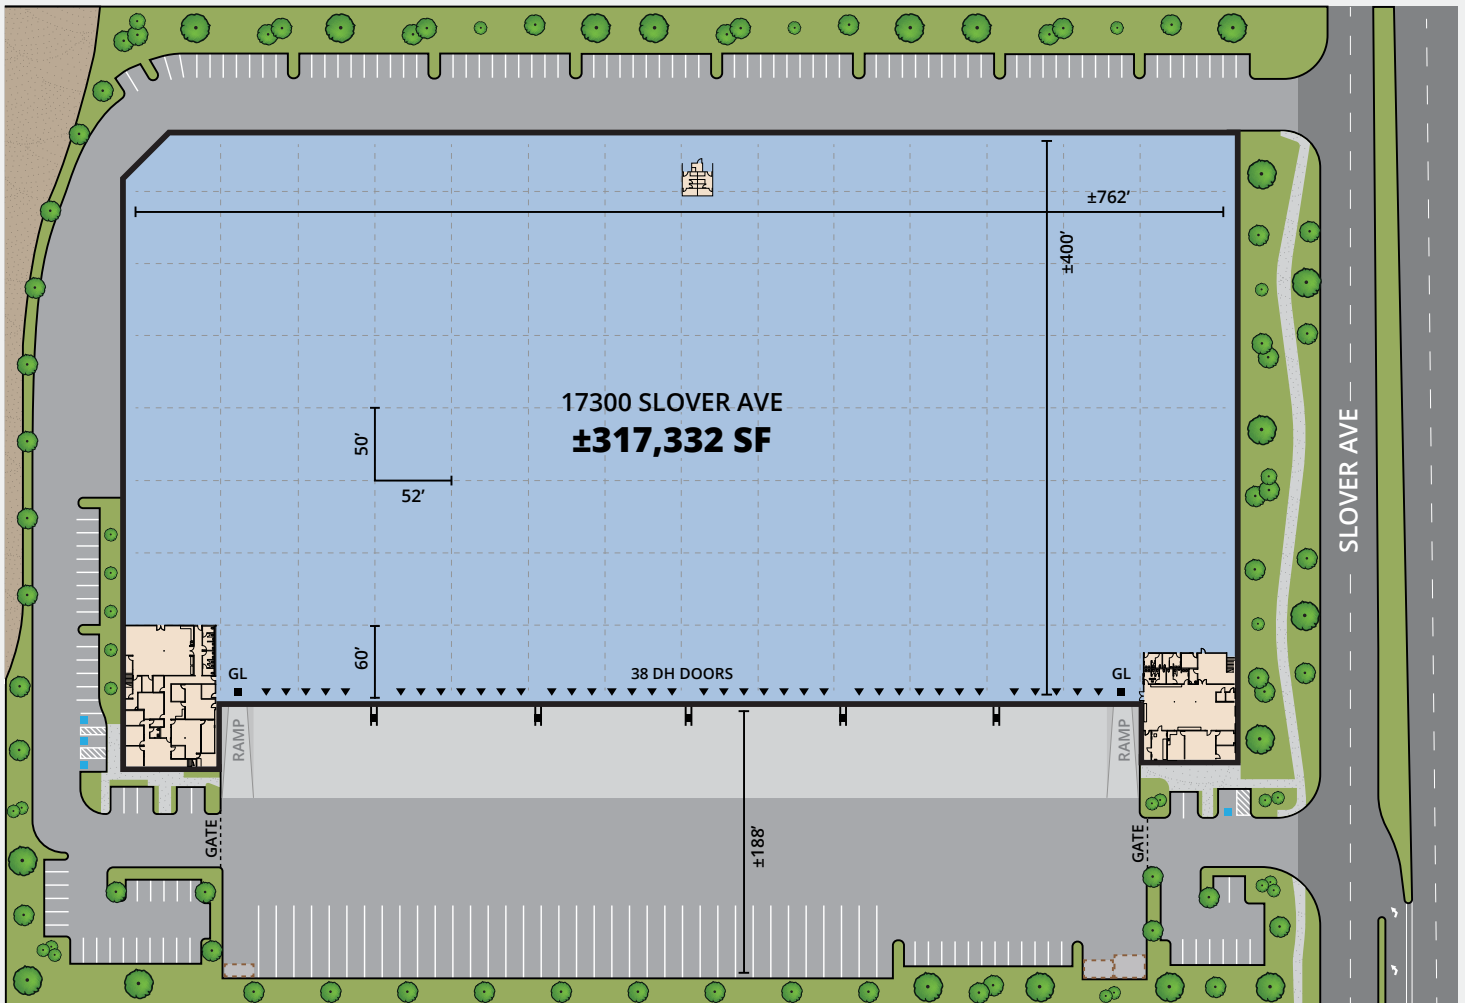 ±762’
±400’
17300 SLOVER AVE
±317,332 SF
50’
52’
SLOVER AVE
60’
GL
38 DH DOORS
GL
RAMP
RAMP
±188’
GATE
GATE